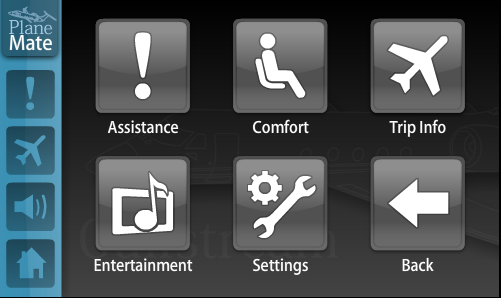 Plane
Mate
Assistance
Comfort
Trip Info
Entertainment
Settings
Back